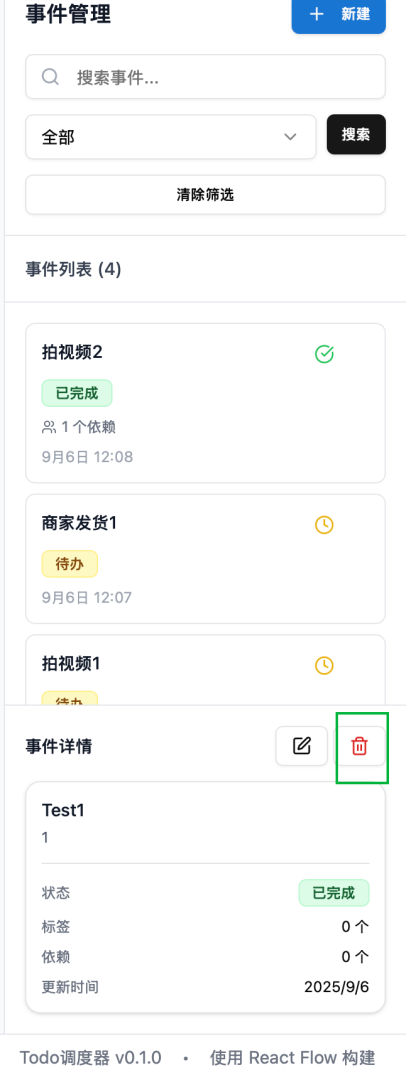 事件管理
新建
搜索事件...
全部
搜索
清除筛选
事件列表 (4)
拍视频2
已完成
1 个依赖
9月6日 12:08
商家发货1
待办
9月6日 12:07
拍视频1
待办
事件详情
Test1
1
状态 已完成
标签 0 个
依赖 0 个
更新时间 2025/9/6
Todo调度器 v0.1.0 • 使用 React Flow 构建